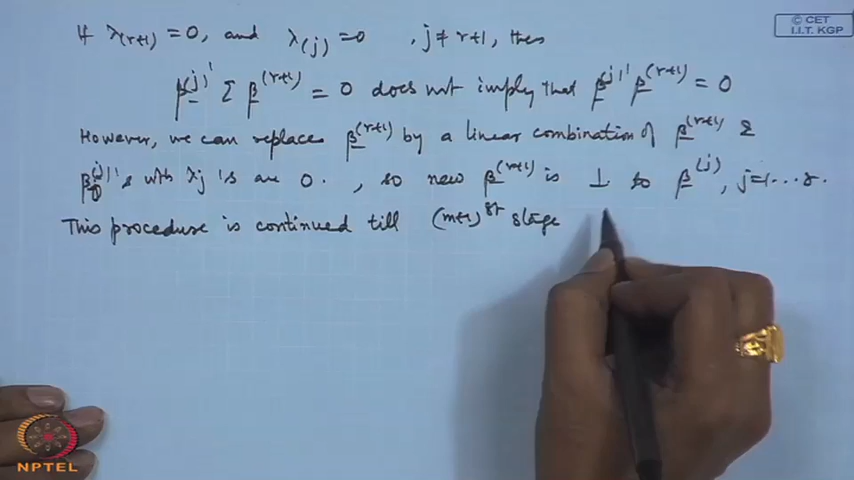 © CET
I.I.T. KGP
If λ(r+1) = 0, and λ(j) = 0 , j ≠ r+1, then
β(j)' Σ β(r+1) = 0 does not imply that β(j)' β(r+1) = 0
However, we can replace β(r+1) by a linear combination of β(r+1) &
β(j)'s with λj's are 0. , so new β(r+1) is ⊥ to β(j), j=1...r.
This procedure is continued till (m+1)st stage
NPTEL